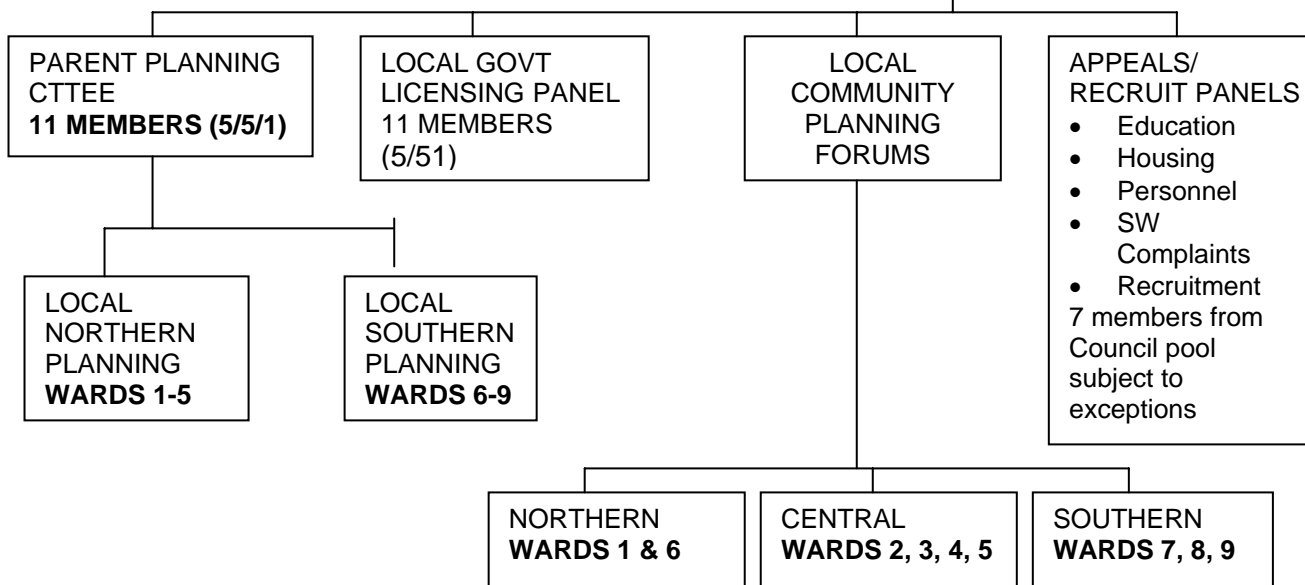 PARENT PLANNING
CTTEE
11 MEMBERS (5/5/1)
LOCAL GOVT
LICENSING PANEL
11 MEMBERS
(5/51)
LOCAL
COMMUNITY
PLANNING
FORUMS
APPEALS/
RECRUIT PANELS
• Education
• Housing
• Personnel
• SW
Complaints
• Recruitment
7 members from
Council pool
subject to
exceptions
LOCAL
NORTHERN
PLANNING
WARDS 1-5
LOCAL
SOUTHERN
PLANNING
WARDS 6-9
NORTHERN
WARDS 1 & 6
CENTRAL
WARDS 2, 3, 4, 5
SOUTHERN
WARDS 7, 8, 9